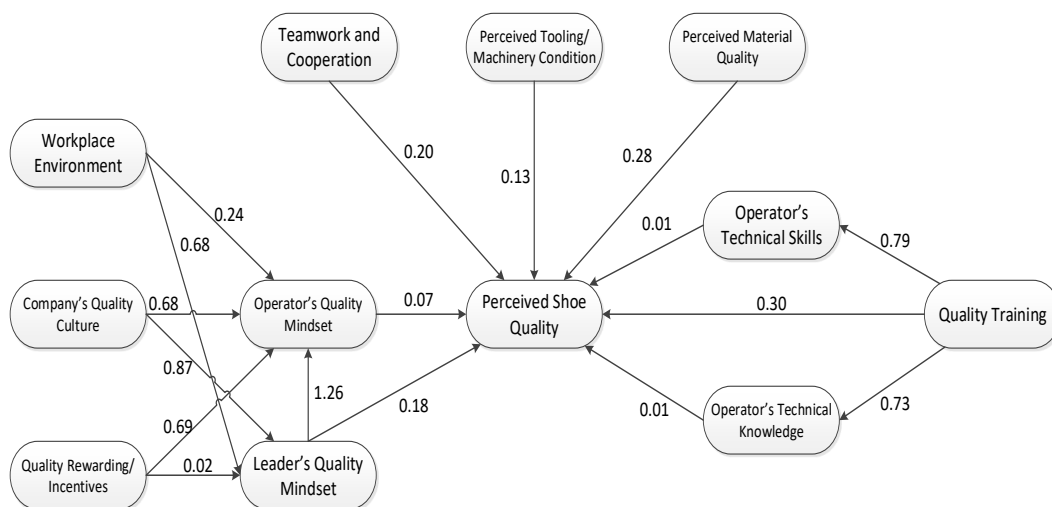 Teamwork and
Cooperation
Perceived Tooling/
Machinery Condition
Perceived Material
Quality
Workplace
Environment
0.20
0.13
0.28
0.24
0.68
Operator's
Technical Skills
0.01
0.79
Company's Quality
Culture
0.68
Operator's Quality
Mindset
0.07
Perceived Shoe
Quality
0.30
Quality Training
0.87
1.26
0.18
0.01
Operator's Technical
Knowledge
0.73
0.69
Quality Rewarding/
Incentives
0.02
Leader's Quality
Mindset